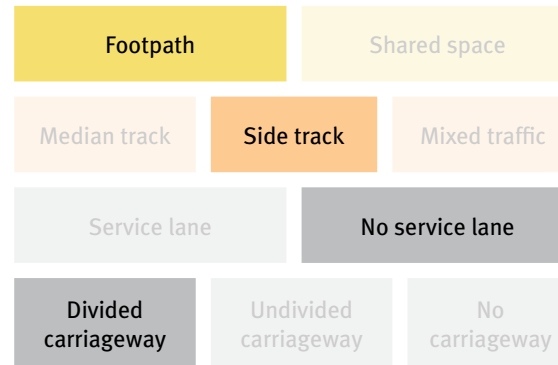 Footpath
Shared space
Median track
Side track
Mixed traffic
Service lane
No service lane
Divided
carriageway
Undivided
carriageway
No
carriageway